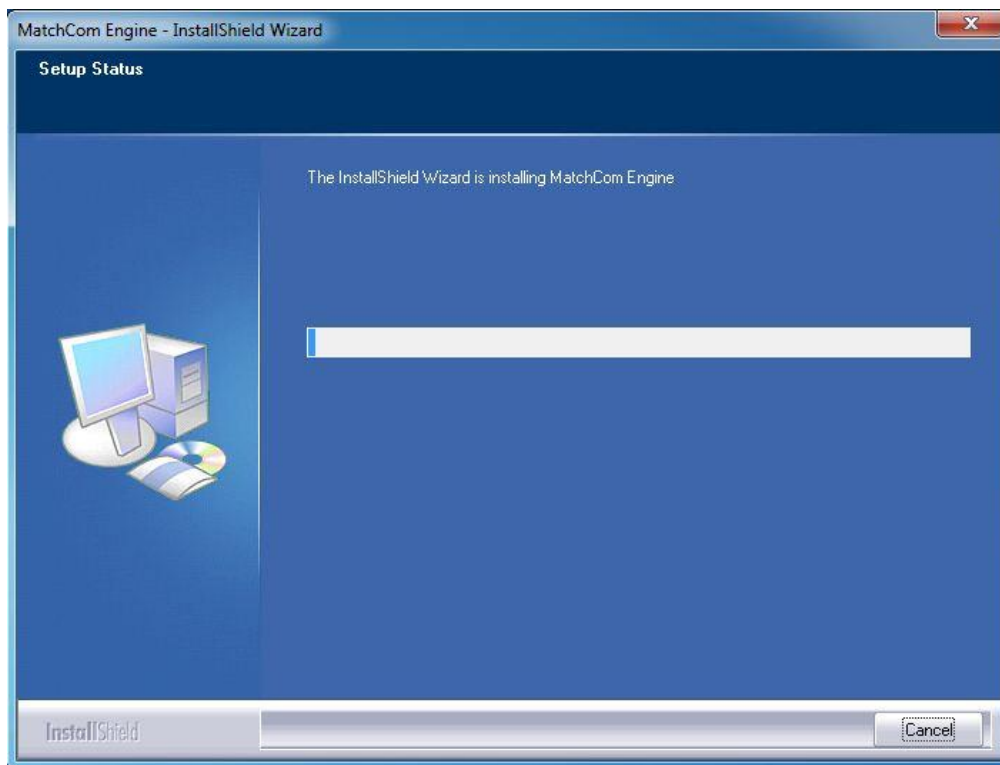 MatchCom Engine - InstallShield Wizard
Setup Status
The InstallShield Wizard is installing MatchCom Engine
InstallShield
Cancel